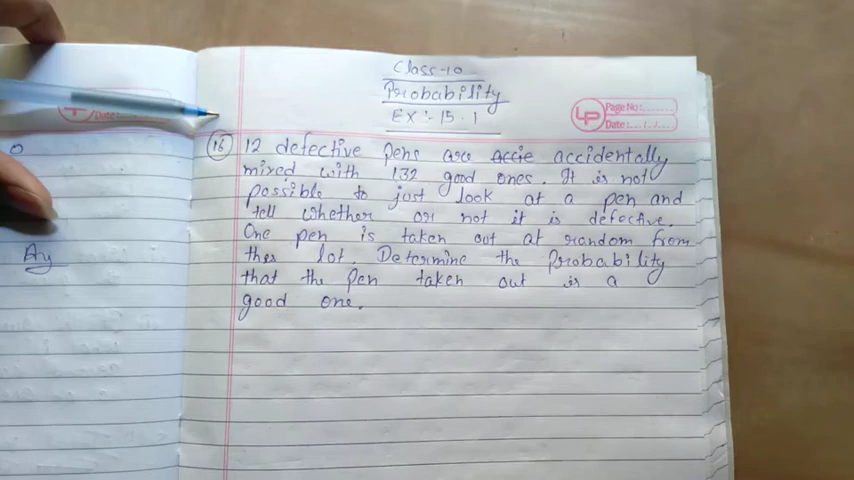 Class-10
Probability
EX :- 15.1
LP
Page No:.......
Date:..../..../....
Date:
16 12 defective pens are accie accidentally
mixed with 132 good ones. It is not
possible to just look at a pen and
tell whether or not it is defective.
One pen is taken out at random from
this lot. Determine the Probability
that the pen taken out is a
good one.